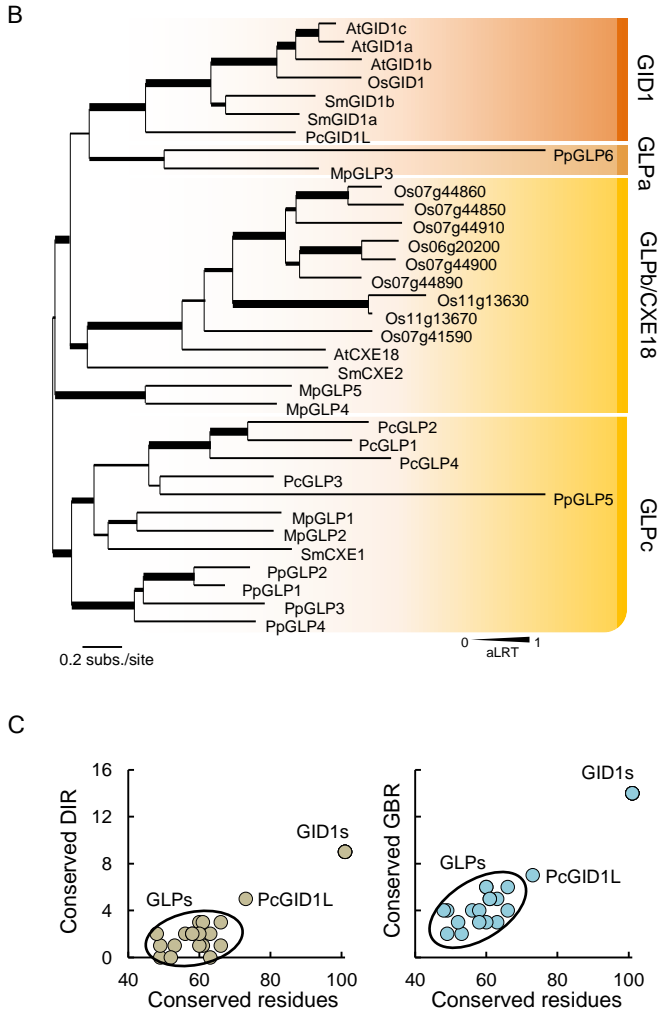 B
AtGID1c
AtGID1a
AtGID1b
OsGID1
SmGID1b
SmGID1a
PcGID1L
GID1
PpGLP6
MpGLP3
GLPa
Os07g44860
Os07g44850
Os07g44910
Os06g20200
Os07g44900
Os07g44890
Os11g13630
Os11g13670
Os07g41590
AtCXE18
SmCXE2
MpGLP5
MpGLP4
GLPb/CXE18
PcGLP2
PcGLP1
PcGLP4
PcGLP3
PpGLP5
MpGLP1
MpGLP2
SmCXE1
PpGLP2
PpGLP1
PpGLP3
PpGLP4
GLPc
0.2 subs./site
0 1
aLRT
C
Conserved DIR
16
12
8
4
0
40 60 80 100
Conserved residues
GID1s
GLPs
PcGID1L
Conserved GBR
40 60 80 100
Conserved residues
GID1s
GLPs
PcGID1L